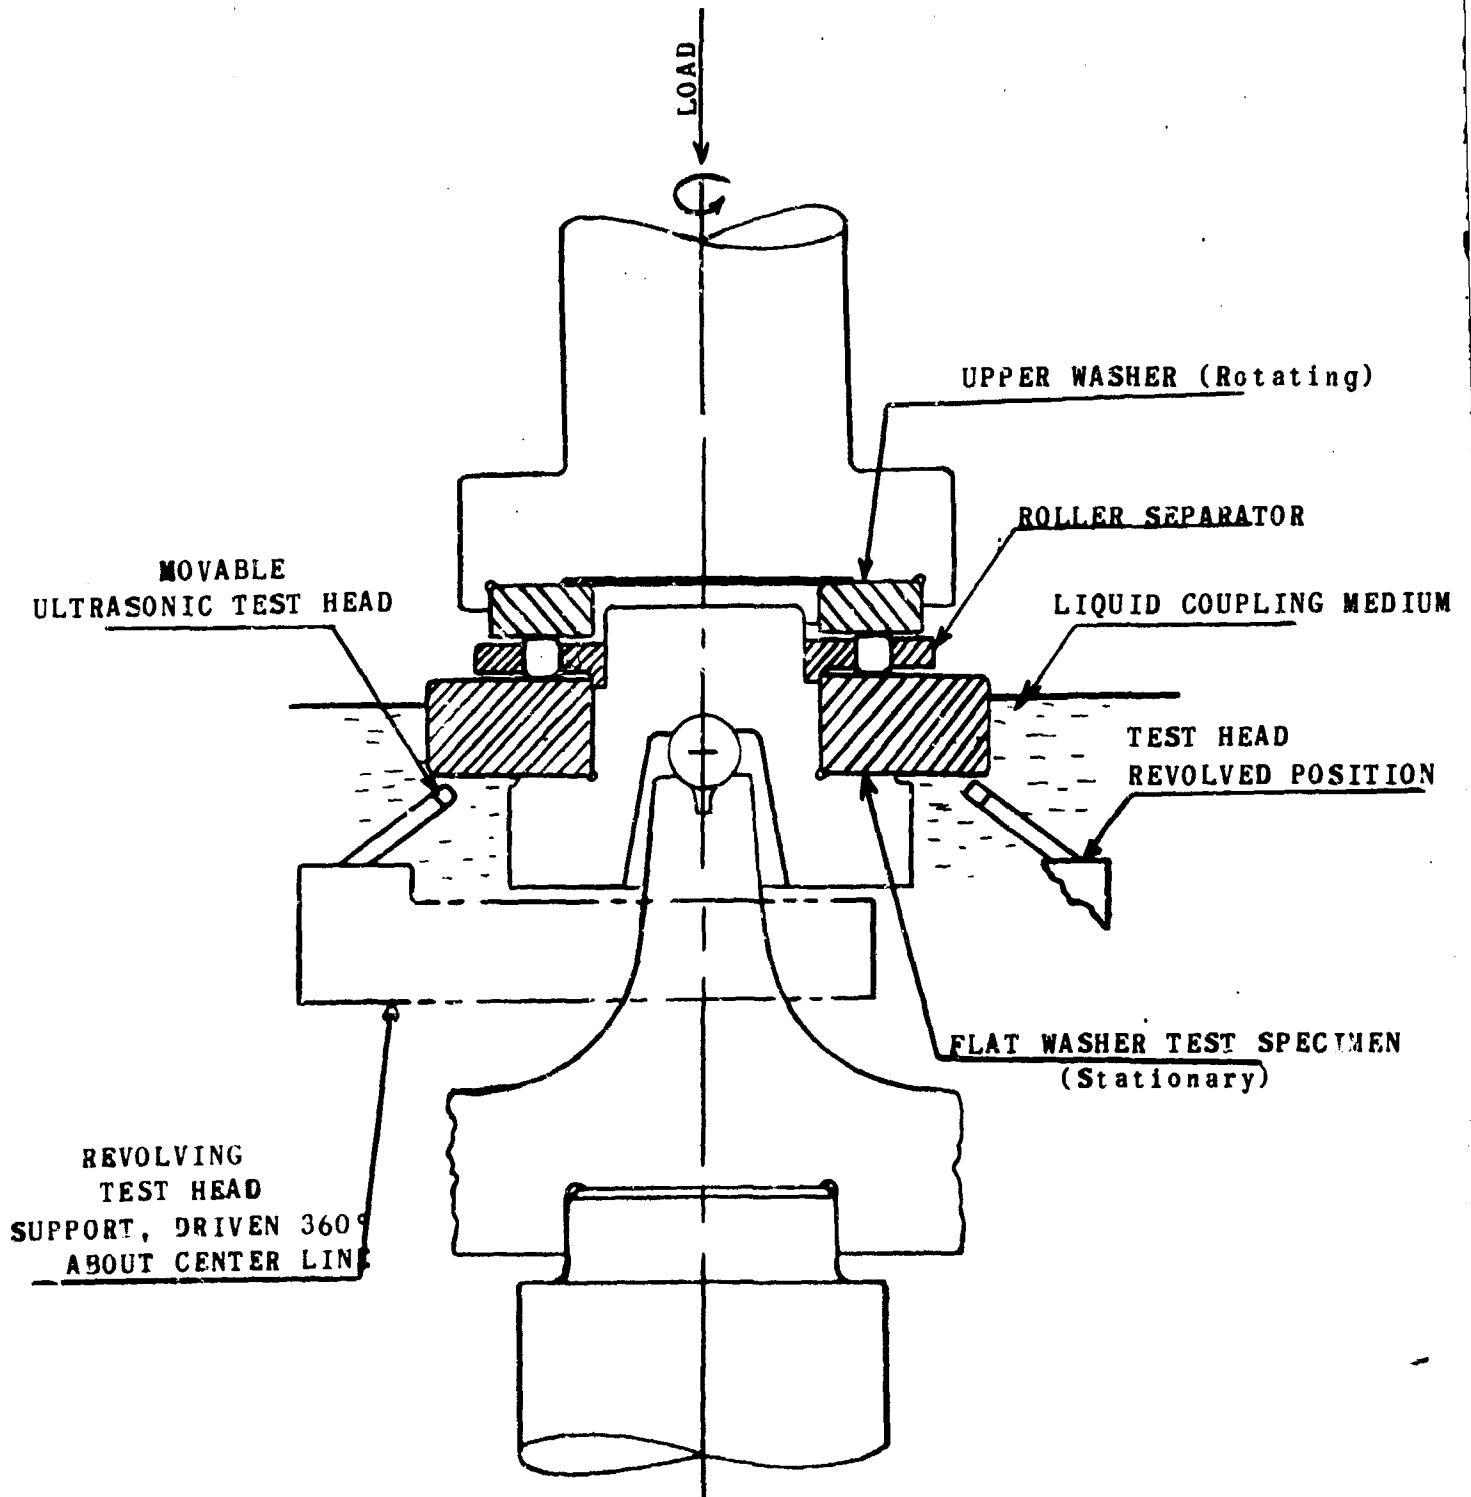 LOAD
UPPER WASHER (Rotating)
ROLLER SEPARATOR
MOVABLE
ULTRASONIC TEST HEAD
LIQUID COUPLING MEDIUM
TEST HEAD
REVOLVED POSITION
FLAT WASHER TEST SPECIMEN
(Stationary)
REVOLVING
TEST HEAD
SUPPORT, DRIVEN 360°
ABOUT CENTER LINE